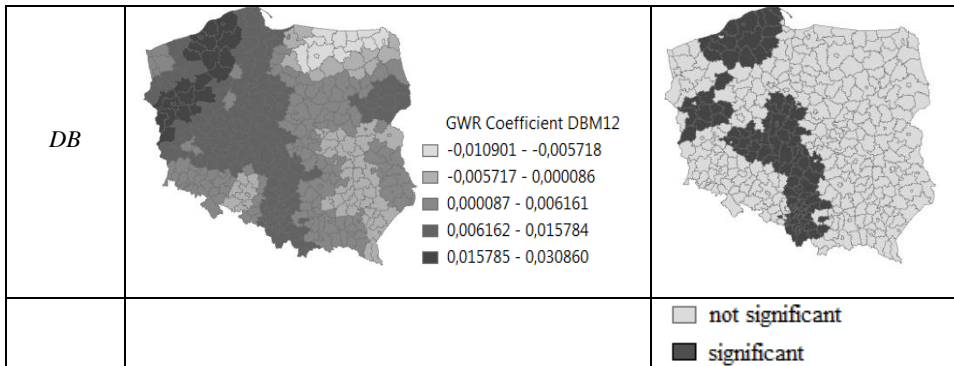 DB
GWR Coefficient DBM12
-0,010901 - -0,005718
-0,005717 - 0,000086
0,000087 - 0,006161
0,006162 - 0,015784
0,015785 - 0,030860
not significant
significant